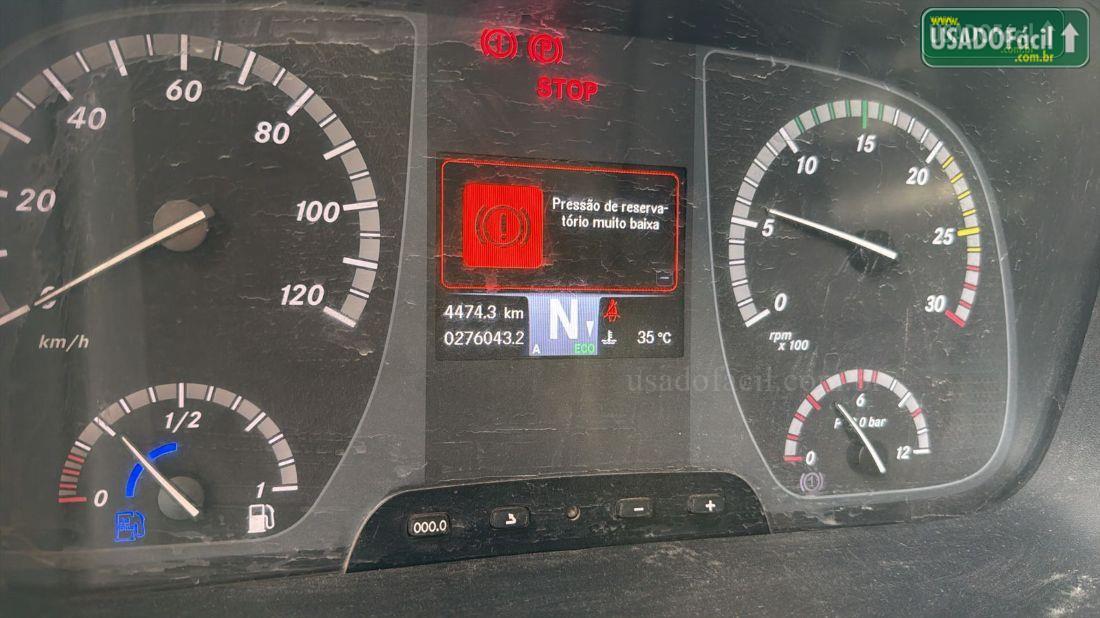 www.
USADOFácil
.com.br
P
STOP
20
40
60
80
100
120
km/h
Pressão de reserva-
tório muito baixa
4474.3 km
0276043.2
N
A
ECO
35 °C
0
5
10
15
20
25
30
rpm
x 100
usadofacil.com.br
0
1/2
1
0
6
12
bar
000.0
-
+